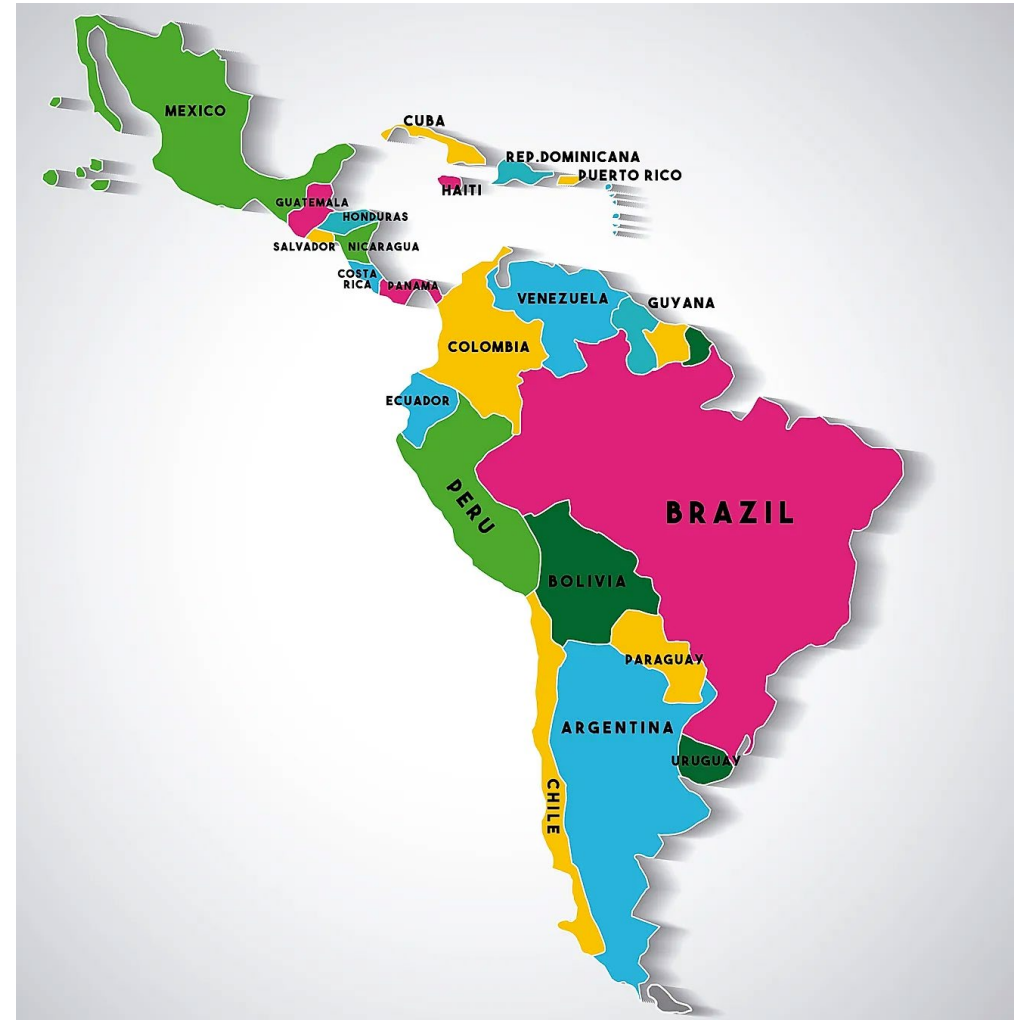 MEXICO
CUBA
REP.DOMINICANA
PUERTO RICO
HAITI
GUATEMALA
HONDURAS
SALVADOR
NICARAGUA
COSTA
RICA
PANAMA
VENEZUELA
GUYANA
COLOMBIA
ECUADOR
PERU
BRAZIL
BOLIVIA
PARAGUAY
ARGENTINA
URUGUAY
CHILE